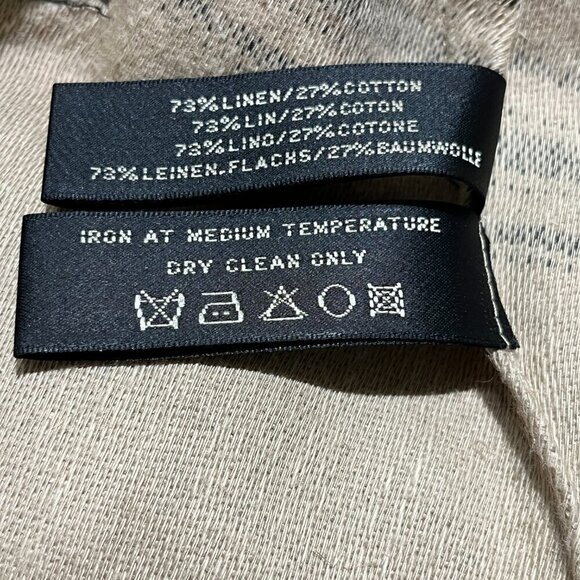 73%LINEN/27%COTTON
73%LIN/27%COTON
73%LINO/27%COTONE
73%LEINEN.FLACHS/27%BAUMWOLLE
IRON AT MEDIUM TEMPERATURE
DRY CLEAN ONLY